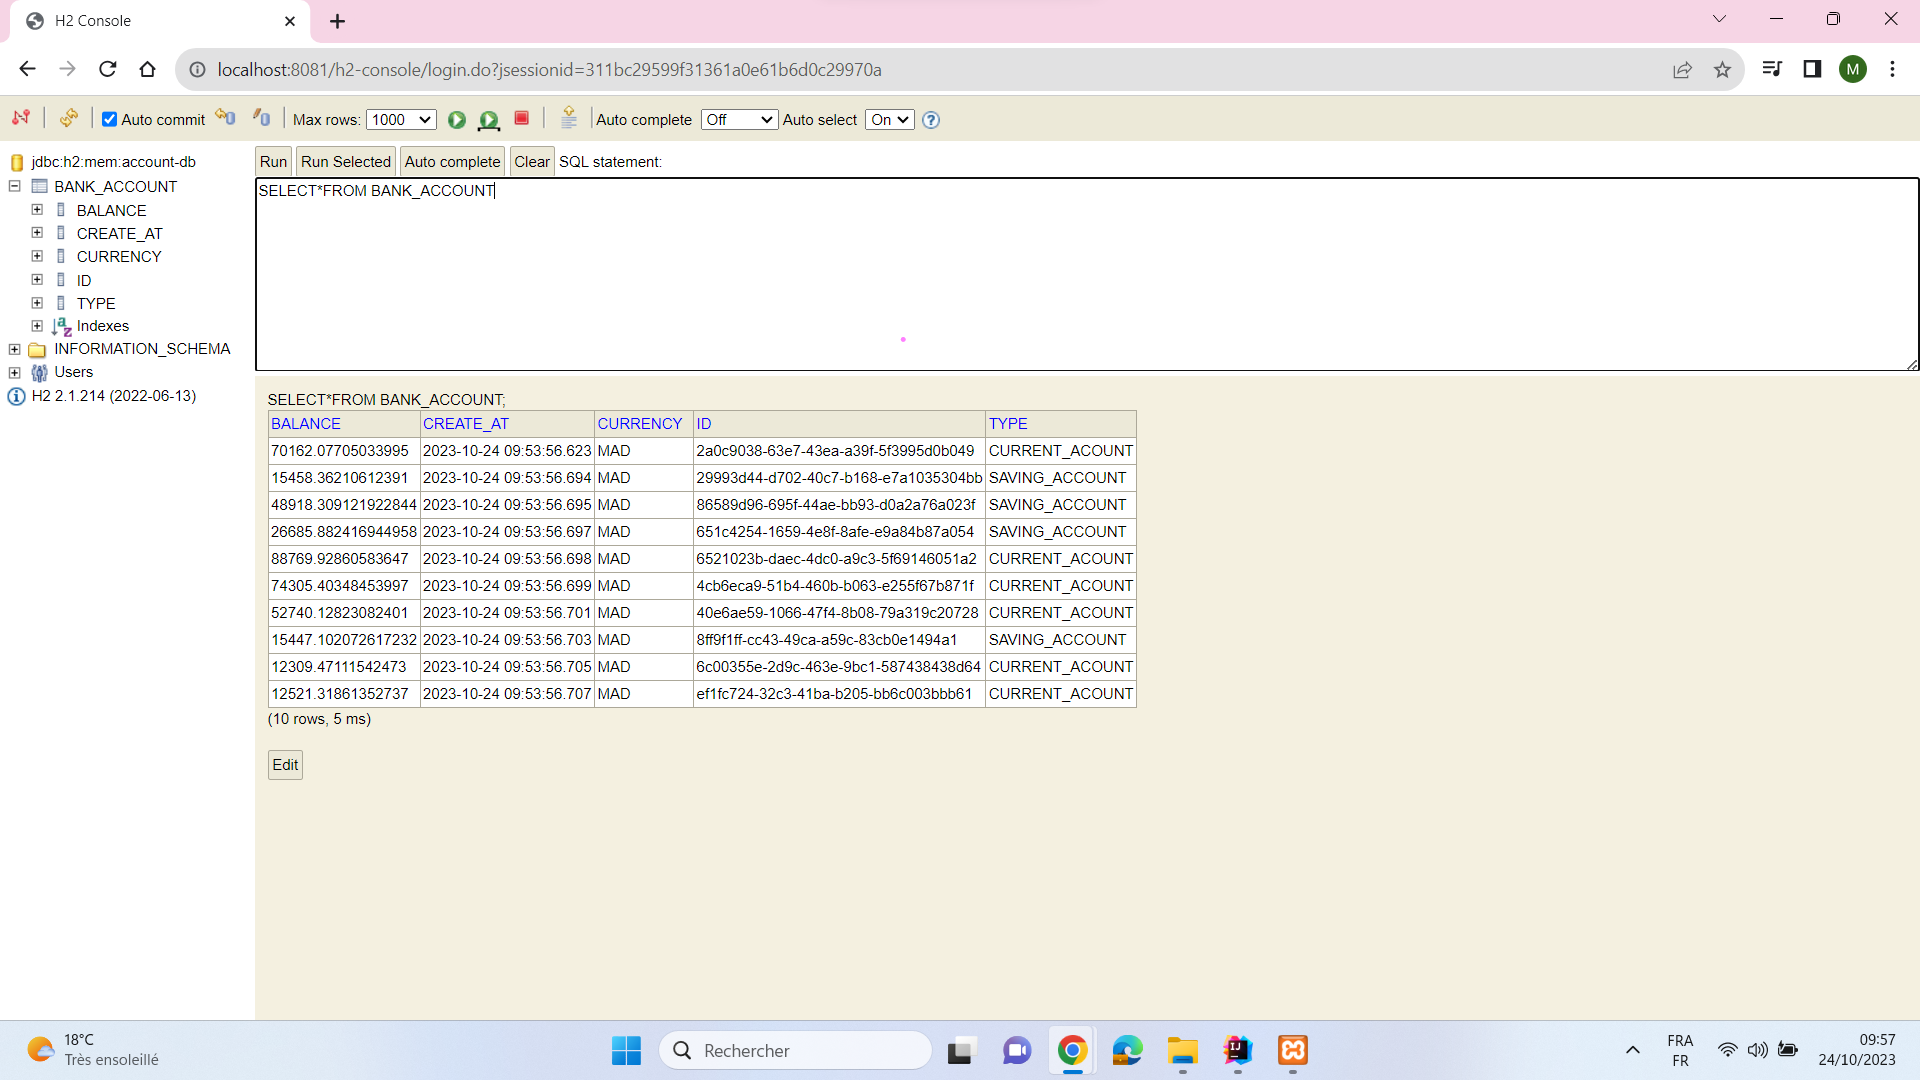 H2 Console
localhost:8081/h2-console/login.do?jsessionid=311bc29599f31361a0e61b6d0c29970a
M
Auto commit Max rows: 1000 Auto complete Off Auto select On ?
jdbc:h2:mem:account-db
BANK_ACCOUNT
BALANCE
CREATE_AT
CURRENCY
ID
TYPE
Indexes
INFORMATION_SCHEMA
Users
H2 2.1.214 (2022-06-13)
Run Run Selected Auto complete Clear SQL statement:
SELECT*FROM BANK_ACCOUNT
SELECT*FROM BANK_ACCOUNT;
BALANCE CREATE_AT CURRENCY ID TYPE
70162.07705033995 2023-10-24 09:53:56.623 MAD 2a0c9038-63e7-43ea-a39f-5f3995d0b049 CURRENT_ACOUNT
15458.36210612391 2023-10-24 09:53:56.694 MAD 29993d44-d702-40c7-b168-e7a1035304bb SAVING_ACCOUNT
48918.309121922844 2023-10-24 09:53:56.695 MAD 86589d96-695f-44ae-bb93-d0a2a76a023f SAVING_ACCOUNT
26685.882416944958 2023-10-24 09:53:56.697 MAD 651c4254-1659-4e8f-8afe-e9a84b87a054 SAVING_ACCOUNT
88769.92860583647 2023-10-24 09:53:56.698 MAD 6521023b-daec-4dc0-a9c3-5f69146051a2 CURRENT_ACOUNT
74305.40348453997 2023-10-24 09:53:56.699 MAD 4cb6eca9-51b4-460b-b063-e255f67b871f CURRENT_ACOUNT
52740.12823082401 2023-10-24 09:53:56.701 MAD 40e6ae59-1066-47f4-8b08-79a319c20728 CURRENT_ACOUNT
15447.102072617232 2023-10-24 09:53:56.703 MAD 8ff9f1ff-cc43-49ca-a59c-83cb0e1494a1 SAVING_ACCOUNT
12309.47111542473 2023-10-24 09:53:56.705 MAD 6c00355e-2d9c-463e-9bc1-587438438d64 CURRENT_ACOUNT
12521.31861352737 2023-10-24 09:53:56.707 MAD ef1fc724-32c3-41ba-b205-bb6c003bbb61 CURRENT_ACOUNT
(10 rows, 5 ms)
Edit
18°C
Très ensoleillé
Rechercher
FRA
FR
09:57
24/10/2023